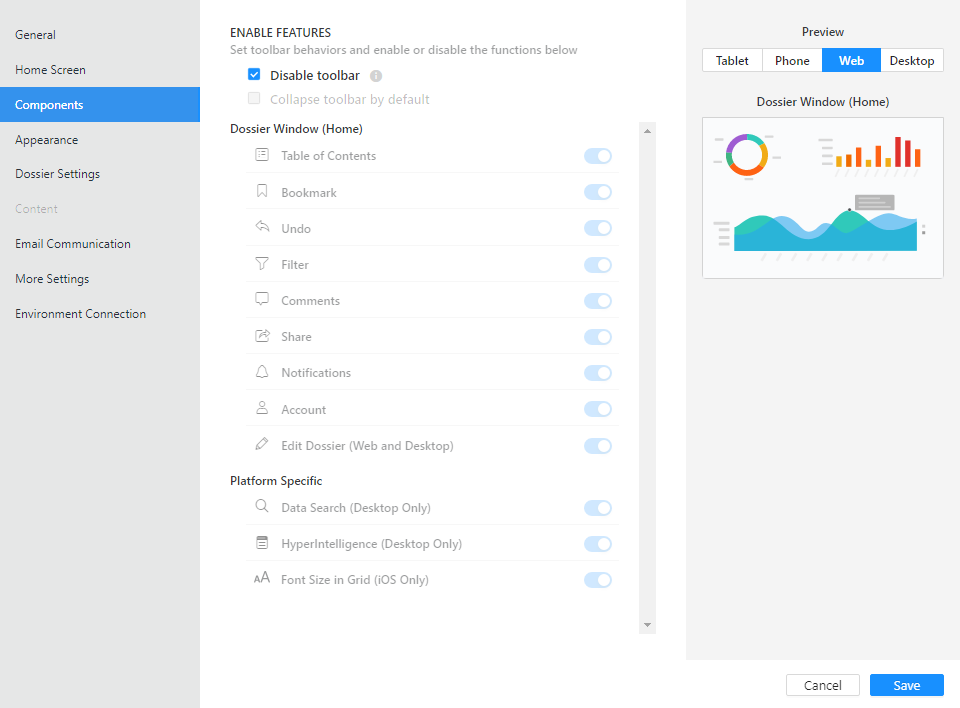 General
Home Screen
Components
Appearance
Dossier Settings
Content
Email Communication
More Settings
Environment Connection
ENABLE FEATURES
Set toolbar behaviors and enable or disable the functions below
Disable toolbar
Collapse toolbar by default
Dossier Window (Home)
Table of Contents
Bookmark
Undo
Filter
Comments
Share
Notifications
Account
Edit Dossier (Web and Desktop)
Platform Specific
Data Search (Desktop Only)
HyperIntelligence (Desktop Only)
AA Font Size in Grid (iOS Only)
Preview
Tablet Phone Web Desktop
Dossier Window (Home)
Cancel Save